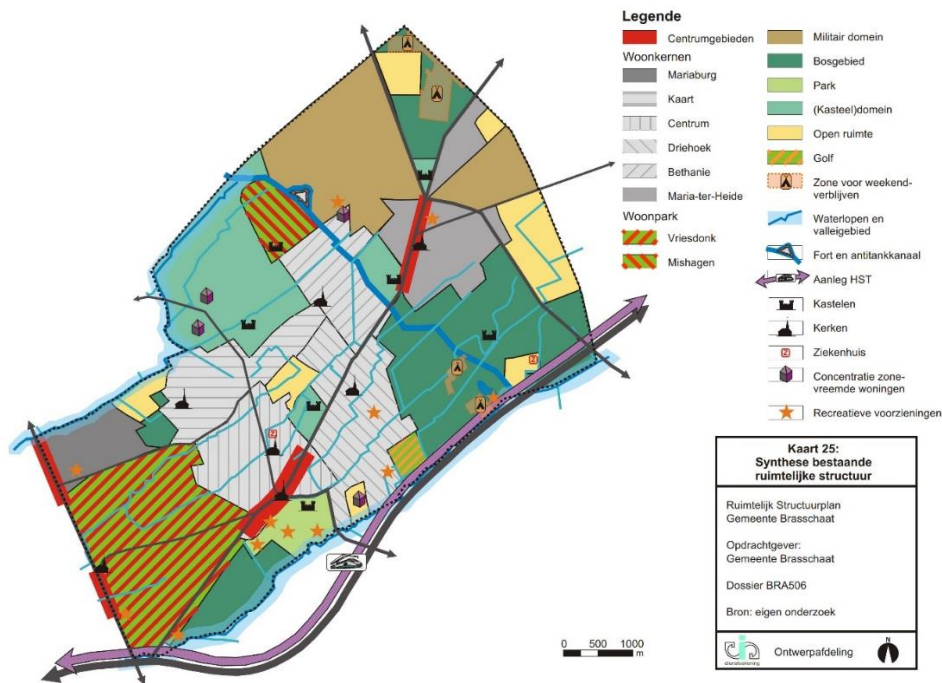 Legende
Centrumgebieden
Woonkernen
Mariaburg
Kaart
Centrum
Driehoek
Bethanie
Maria-ter-Heide
Woonpark
Vriesdonk
Mishagen
Militair domein
Bosgebied
Park
(Kasteel)domein
Open ruimte
Golf
Zone voor weekend-
verblijven
Waterlopen en
valleigebied
Fort en antitankkanaal
Aanleg HST
Kastelen
Kerken
Z Ziekenhuis
Concentratie zone-
vreemde woningen
Recreatieve voorzieningen
Z
Z
0 500 1000
m
Kaart 25:
Synthese bestaande
ruimtelijke structuur
Ruimtelijk Structuurplan
Gemeente Brasschaat
Opdrachtgever:
Gemeente Brasschaat
Dossier BRA506
Bron: eigen onderzoek
Ontwerpafdeling
N